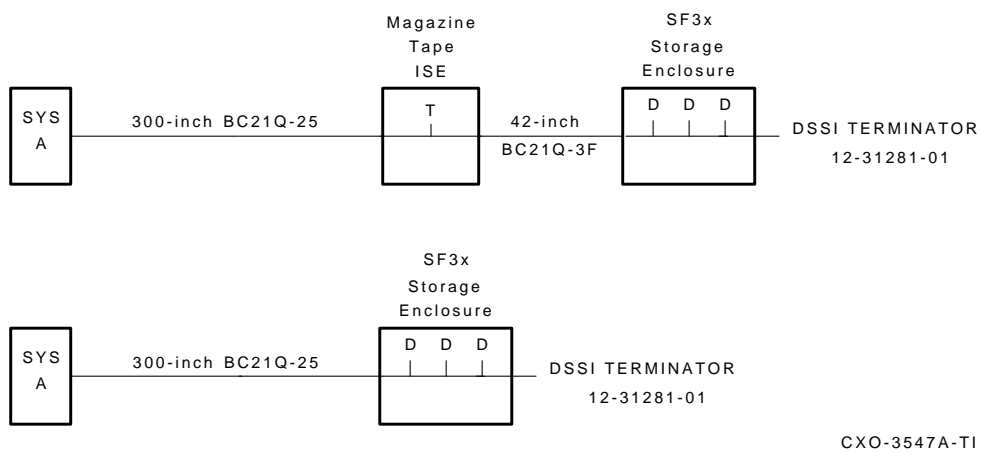 Magazine
Tape
ISE
SF3x
Storage
Enclosure
SYS
A
300-inch BC21Q-25
T
42-inch
BC21Q-3F
D D D
DSSI TERMINATOR
12-31281-01
SF3x
Storage
Enclosure
SYS
A
300-inch BC21Q-25
D D D
DSSI TERMINATOR
12-31281-01
CXO-3547A-TI